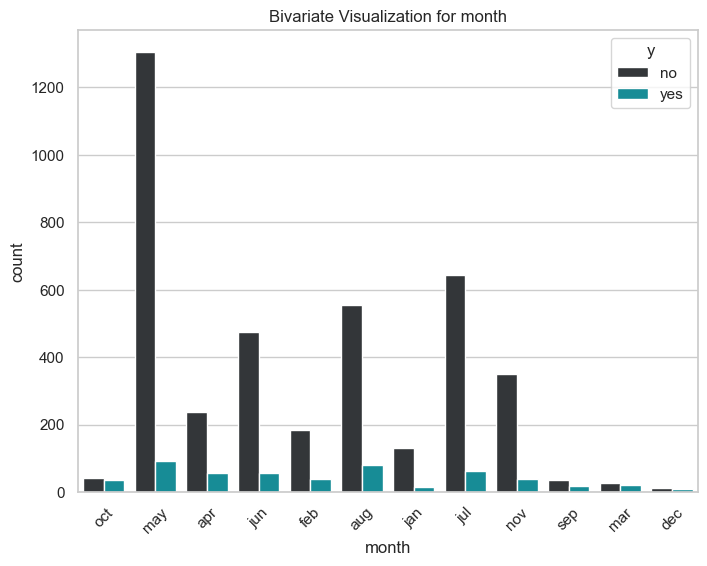 Bivariate Visualization for month
y
no
yes
count
1200
1000
800
600
400
200
0
oct
may
apr
jun
feb
aug
jan
jul
nov
sep
mar
dec
month